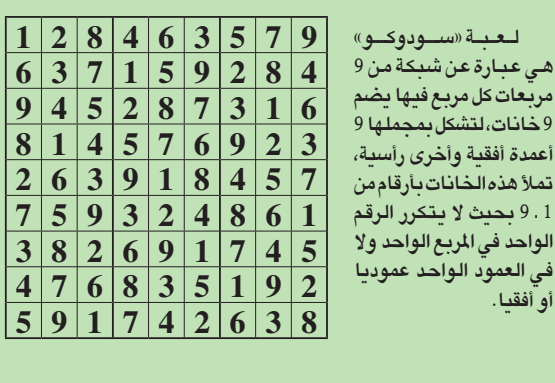 لعبة «سودوكو»
هي عبارة عن شبكة من 9
مربعات كل مربع فيها يضم
9 خانات، لتشكل بمجملها 9
أعمدة أفقية وأخرى رأسية،
تملأ هذه الخانات بأرقام من
1 . 9 بحيث لا يتكرر الرقم
الواحد في المربع الواحد ولا
في العمود الواحد عموديا
أو أفقيا.
1 2 8 4 6 3 5 7 9
6 3 7 1 5 9 2 8 4
9 4 5 2 8 7 3 1 6
8 1 4 5 7 6 9 2 3
2 6 3 9 1 8 4 5 7
7 5 9 3 2 4 8 6 1
3 8 2 6 9 1 7 4 5
4 7 6 8 3 5 1 9 2
5 9 1 7 4 2 6 3 8